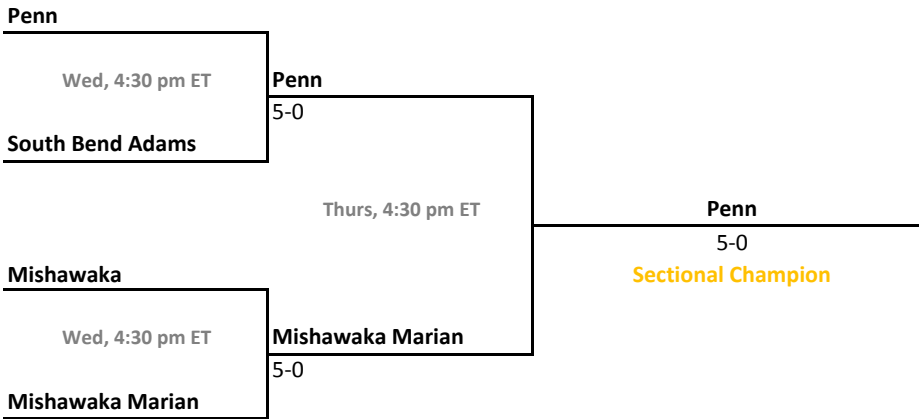 Penn
Wed, 4:30 pm ET
Penn
5-0
South Bend Adams
Thurs, 4:30 pm ET
Penn
5-0
Sectional Champion
Mishawaka
Wed, 4:30 pm ET
Mishawaka Marian
5-0
Mishawaka Marian